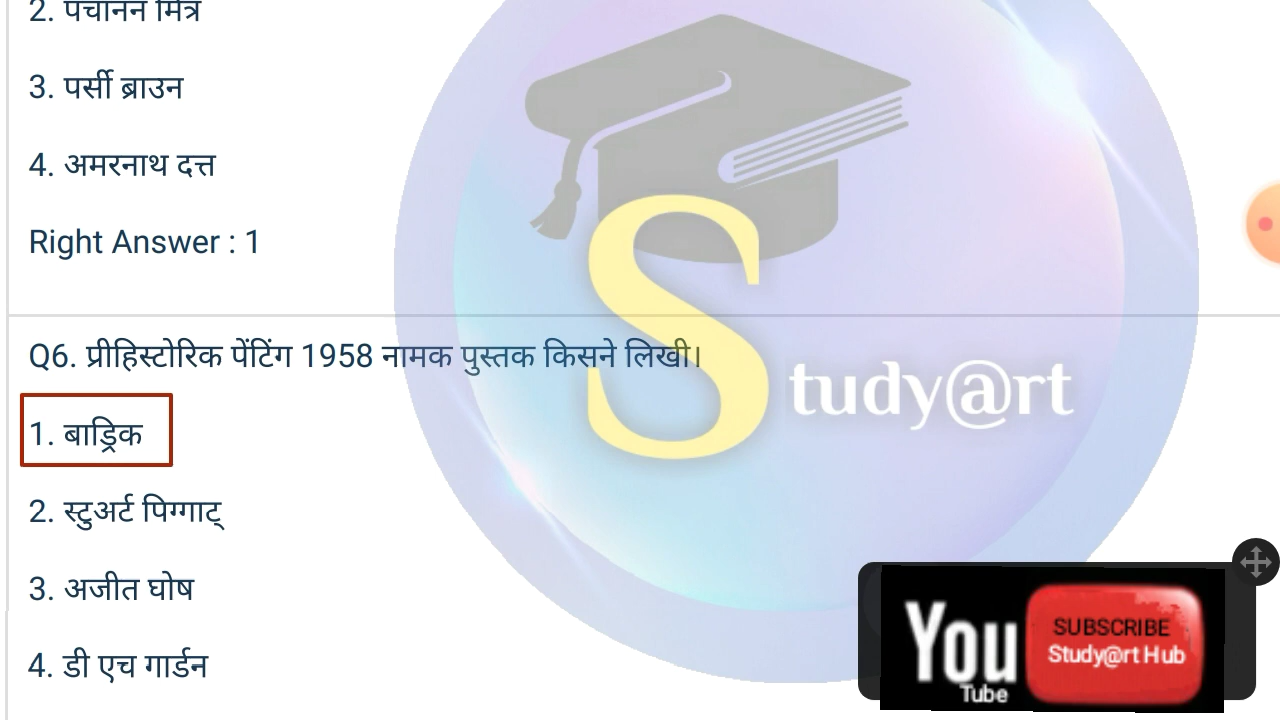 2. पंचानन मित्र
3. पर्सी ब्राउन
4. अमरनाथ दत्त
Right Answer : 1
Q6. प्रीहिस्टोरिक पेंटिंग 1958 नामक पुस्तक किसने लिखी।
1. बाड्रिक
2. स्टुअर्ट पिग्गाट्
3. अजीत घोष
4. डी एच गार्डन
Study@rt
You
Tube
SUBSCRIBE
Study@rt Hub